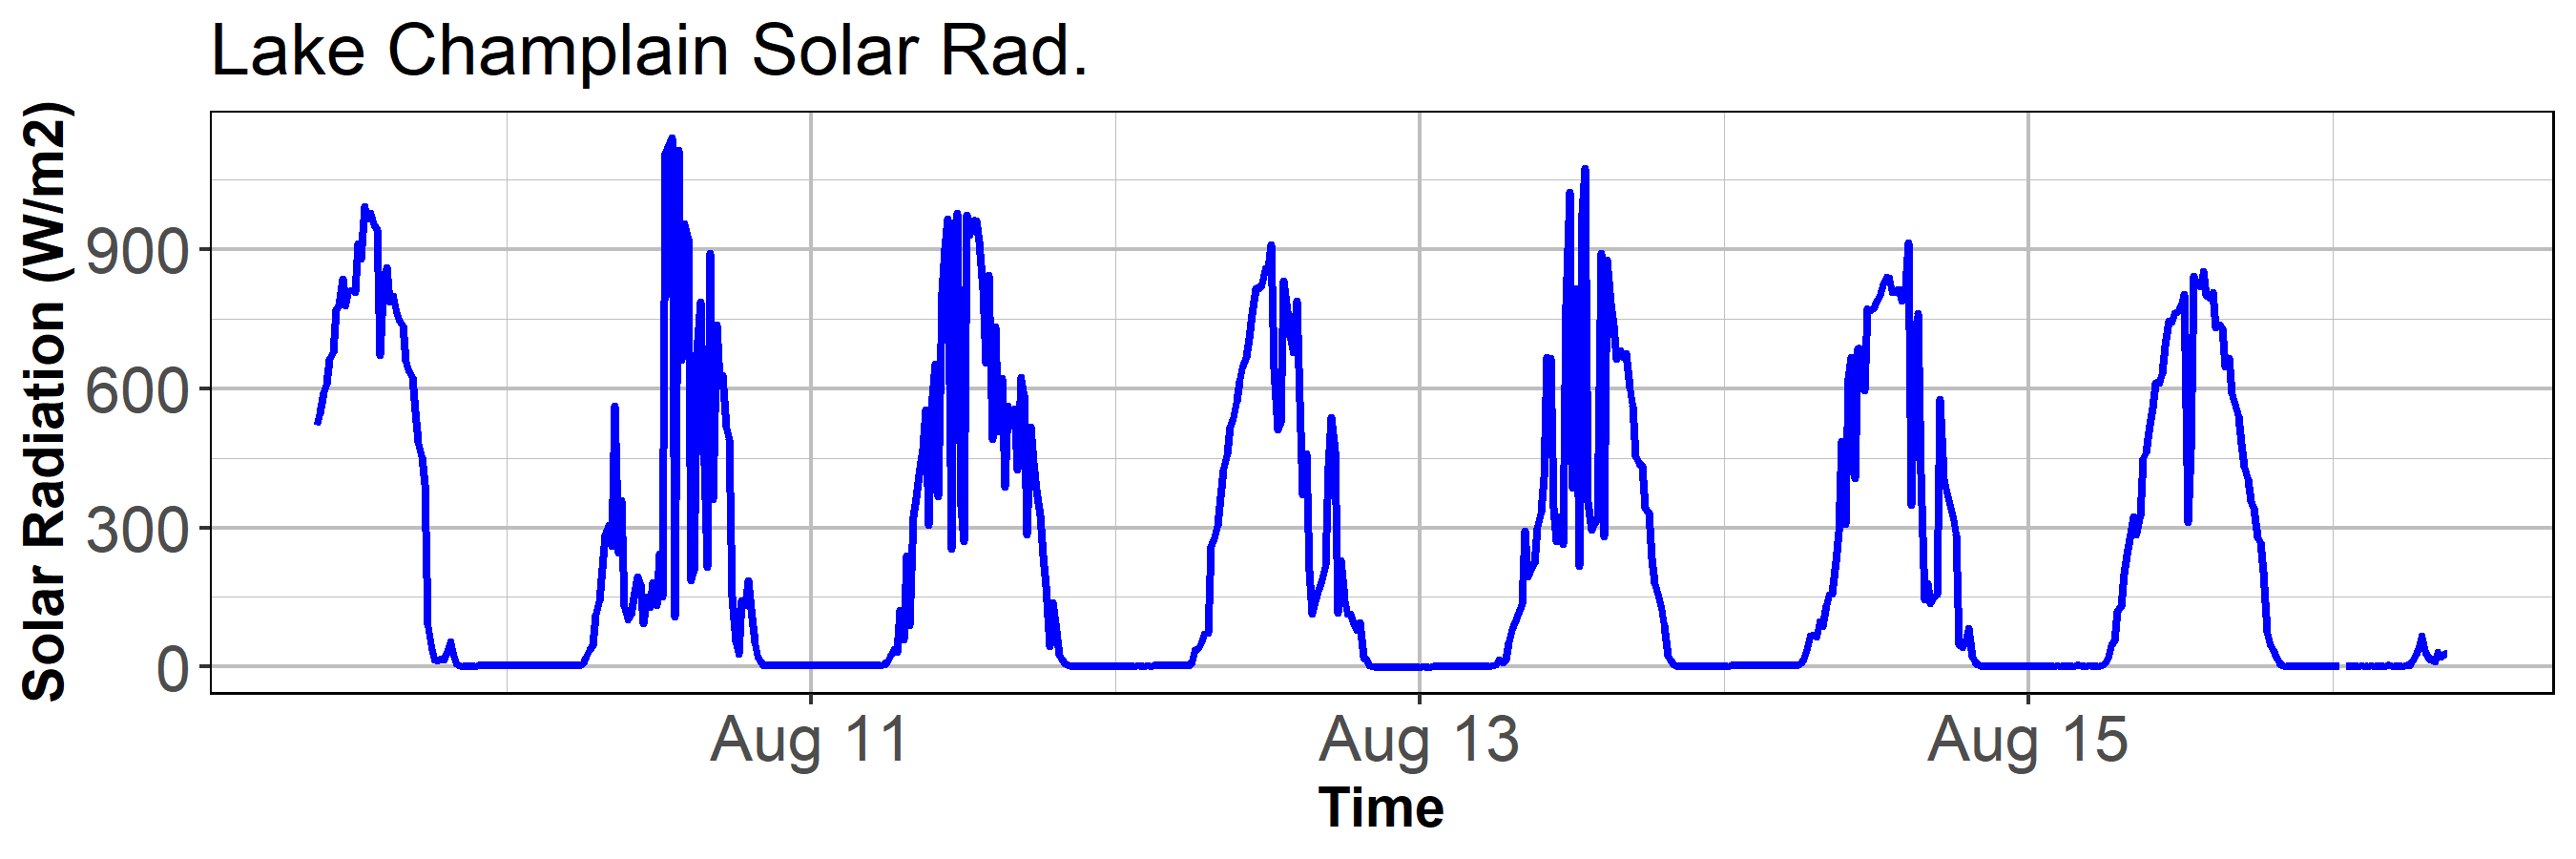 Lake Champlain Solar Rad.
Solar Radiation (W/m2)
900
600
300
0
Aug 11 Aug 13 Aug 15
Time